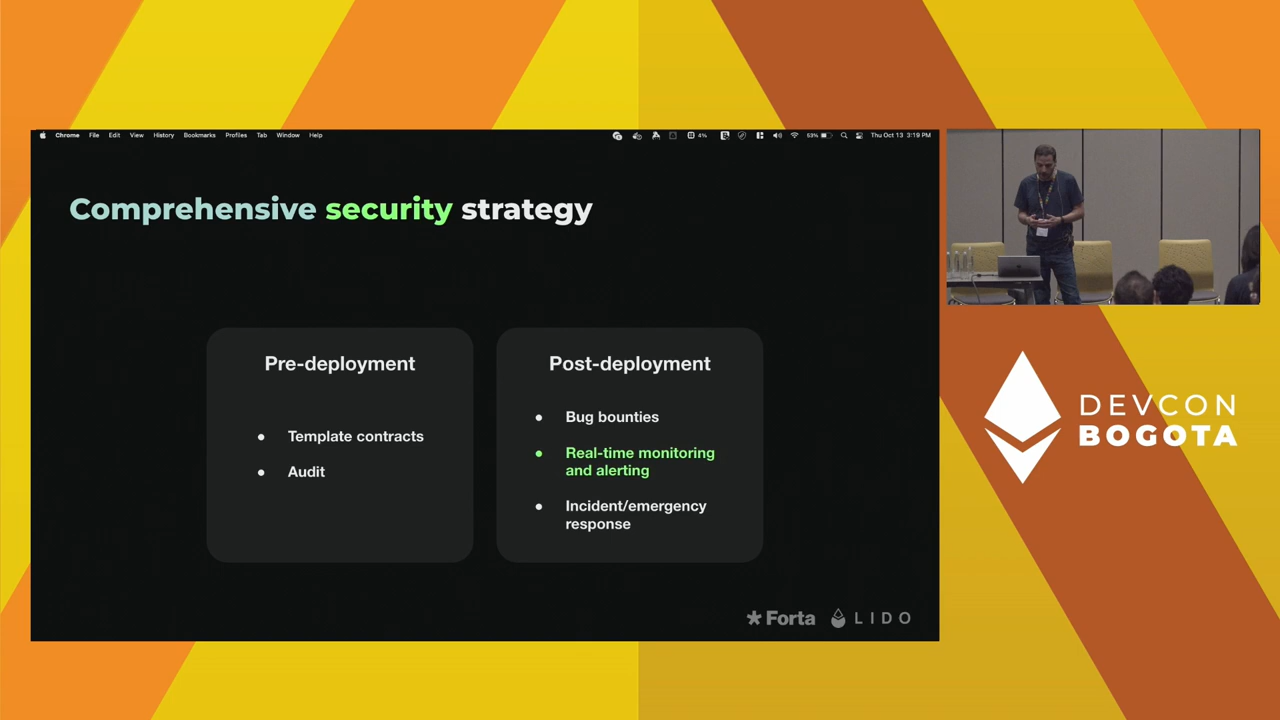 Chrome File Edit View History Bookmarks Profiles Tab Window Help 4% 53% Thu Oct 13 3:19 PM
Comprehensive security strategy
Pre-deployment
• Template contracts
• Audit
Post-deployment
• Bug bounties
• Real-time monitoring
and alerting
• Incident/emergency
response
Forta LIDO
DEVCON
BOGOTA